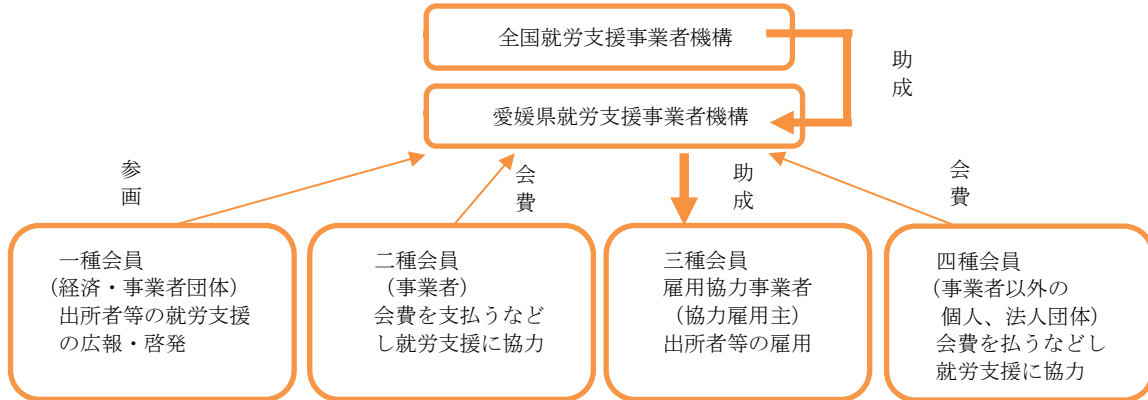 全国就労支援事業者機構
助
成
愛媛県就労支援事業者機構
参
画
会
費
助
成
会
費
一種会員
（経済・事業者団体）
出所者等の就労支援
の広報・啓発
二種会員
（事業者）
会費を支払うなど
し就労支援に協力
三種会員
雇用協力事業者
（協力雇用主）
出所者等の雇用
四種会員
（事業者以外の
個人、法人団体）
会費を払うなどし
就労支援に協力